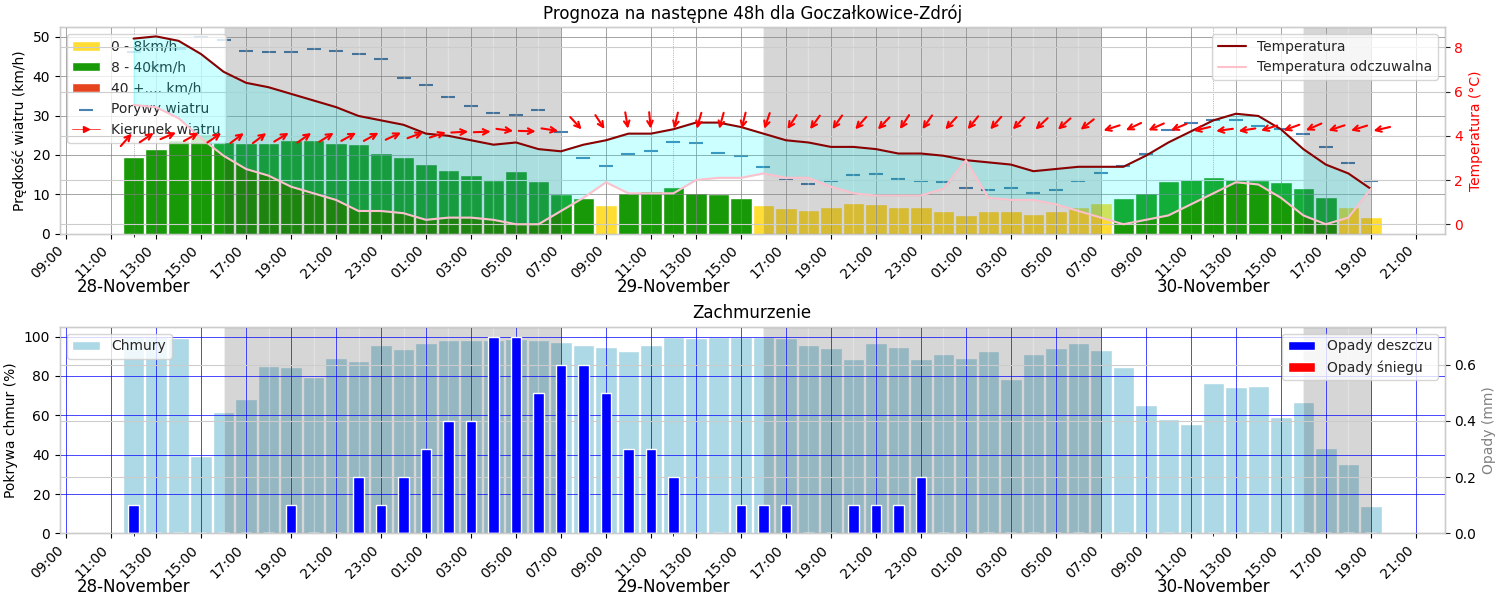 Prognoza na następne 48h dla Goczałkowice-Zdrój
Prędkość wiatru (km/h)
50
40
30
20
10
0
0 - 8km/h
8 - 40km/h
40 +.... km/h
Porywy wiatru
Kierunek wiatru
Temperatura
Temperatura odczuwalna
8
6
4
2
0
Temperatura (°C)
09:00 11:00 13:00 15:00 17:00 19:00 21:00 23:00 01:00 03:00 05:00 07:00 09:00 11:00 13:00 15:00 17:00 19:00 21:00 23:00 01:00 03:00 05:00 07:00 09:00 11:00 13:00 15:00 17:00 19:00 21:00
28-November 29-November 30-November
Zachmurzenie
Pokrywa chmur (%)
100
80
60
40
20
0
Chmury
Opady deszczu
Opady śniegu
0.6
0.4
0.2
0.0
Opady (mm)
09:00 11:00 13:00 15:00 17:00 19:00 21:00 23:00 01:00 03:00 05:00 07:00 09:00 11:00 13:00 15:00 17:00 19:00 21:00 23:00 01:00 03:00 05:00 07:00 09:00 11:00 13:00 15:00 17:00 19:00 21:00
28-November 29-November 30-November